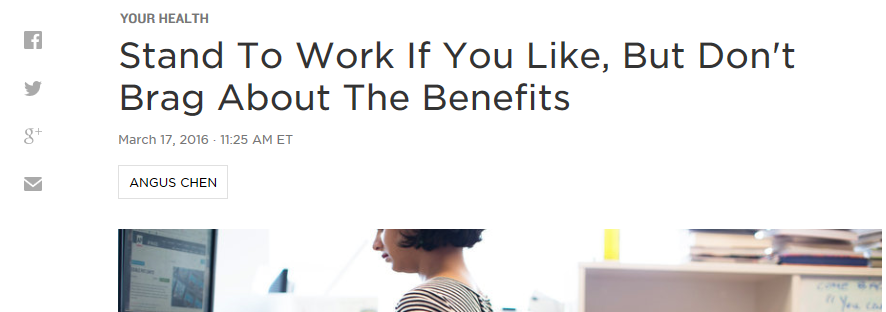 YOUR HEALTH
Stand To Work If You Like, But Don't
Brag About The Benefits
March 17, 2016 · 11:25 AM ET
g+
ANGUS CHEN